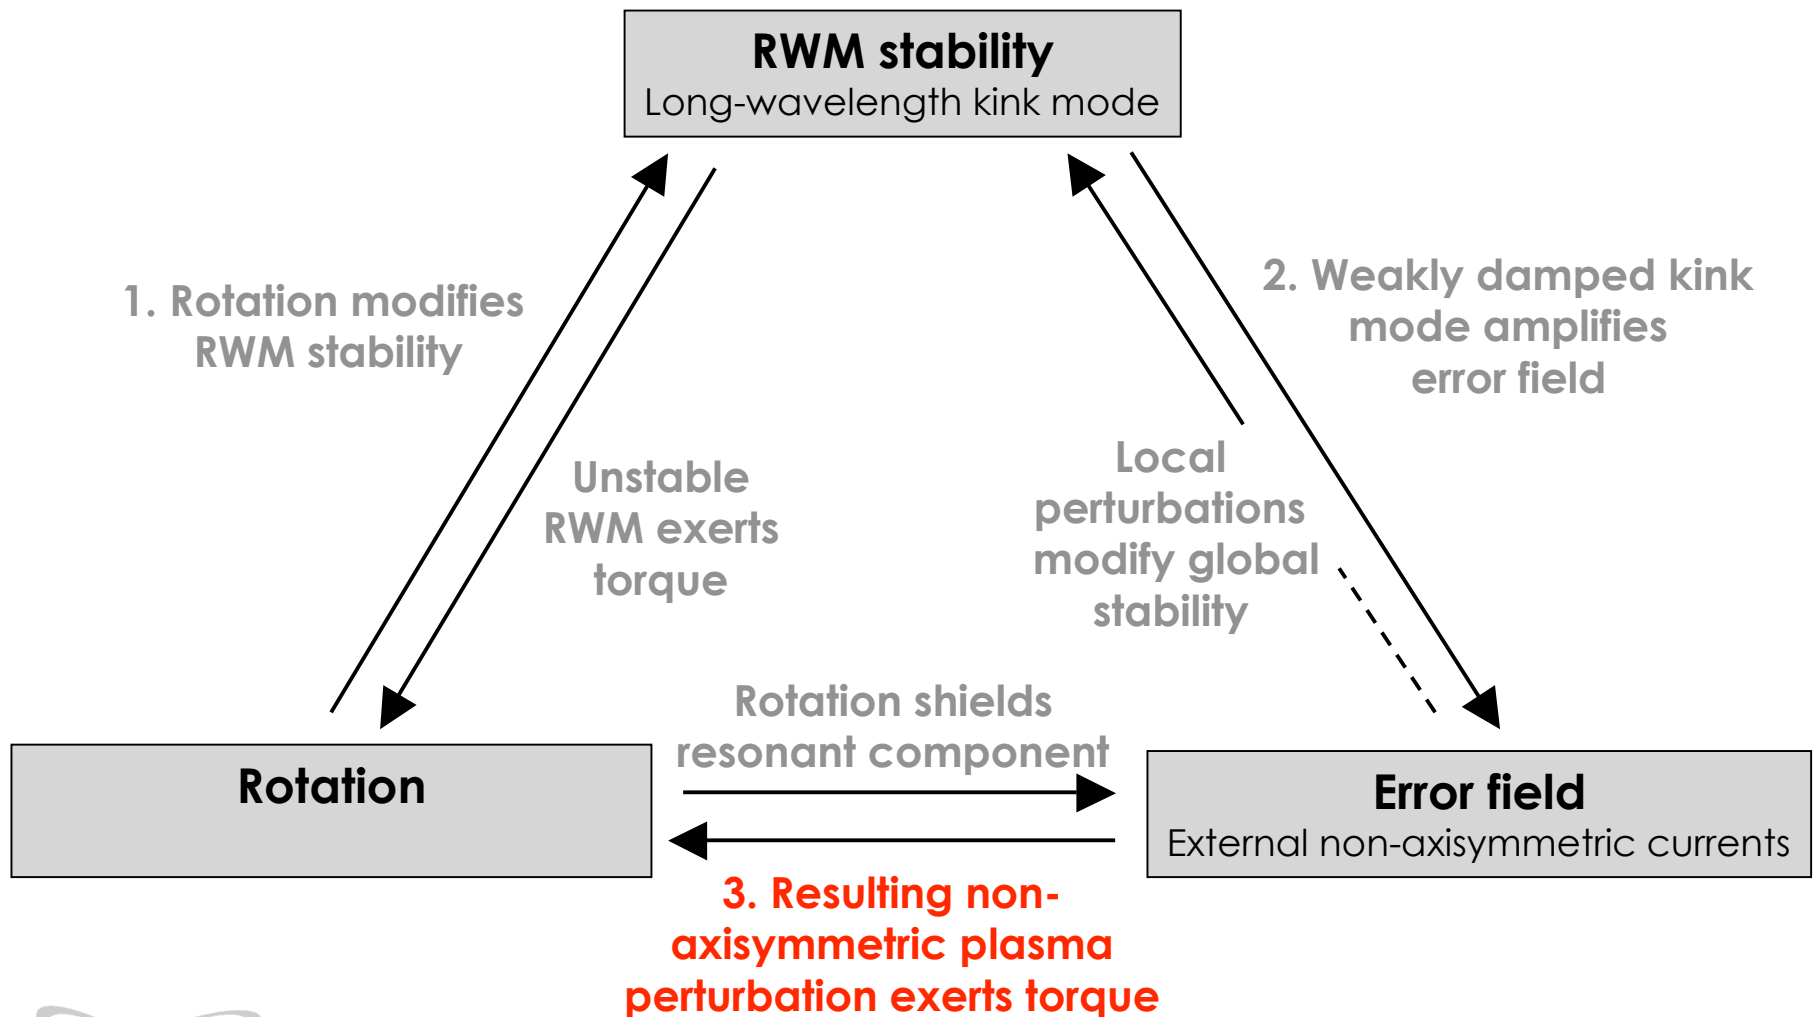 RWM stability
Long-wavelength kink mode
1. Rotation modifies
RWM stability
2. Weakly damped kink
mode amplifies
error field
Unstable
RWM exerts
torque
Local
perturbations
modify global
stability
Rotation shields
resonant component
Rotation
Error field
External non-axisymmetric currents
3. Resulting non-
axisymmetric plasma
perturbation exerts torque